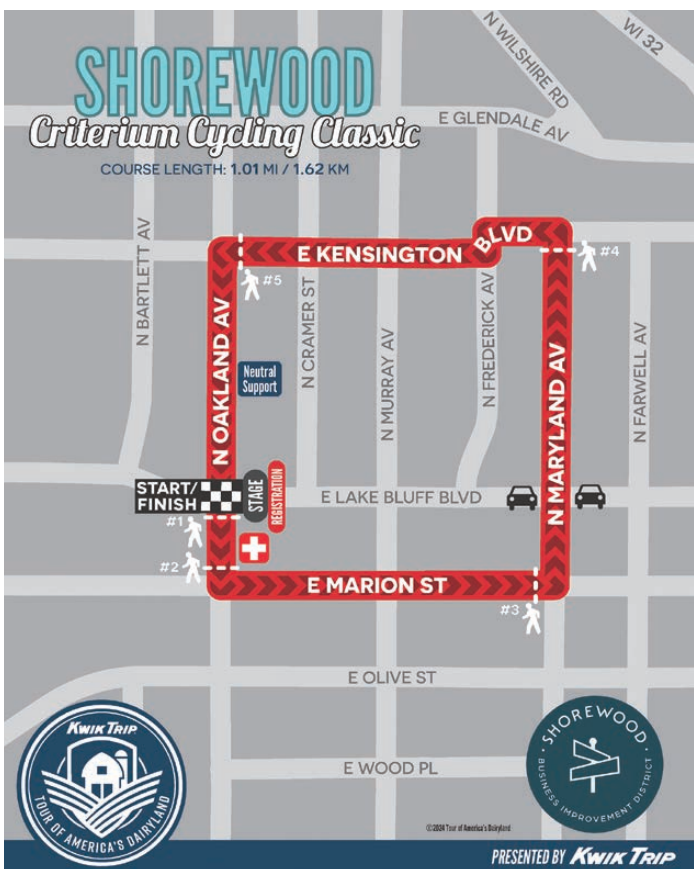 SHOREWOOD
Criterium Cycling Classic
COURSE LENGTH: 1.01 MI / 1.62 KM
N WILSHIRE RD
WI 32
E GLENDALE AV
N BARTLETT AV
E KENSINGTON
BLVD
#4
#5
N OAKLAND AV
Neutral
Support
N CRAMER ST
N MURRAY AV
N FREDERICK AV
N MARYLAND AV
N FARWELL AV
START/
FINISH
STAGE
REGISTRATION
E LAKE BLUFF BLVD
#1
#2
E MARION ST
#3
E OLIVE ST
E WOOD PL
KWIK TRIP
TOUR OF AMERICA'S DAIRYLAND
· SHOREWOOD ·
BUSINESS IMPROVEMENT DISTRICT
©2024 Tour of America's Dairyland
PRESENTED BY KWIK TRIP